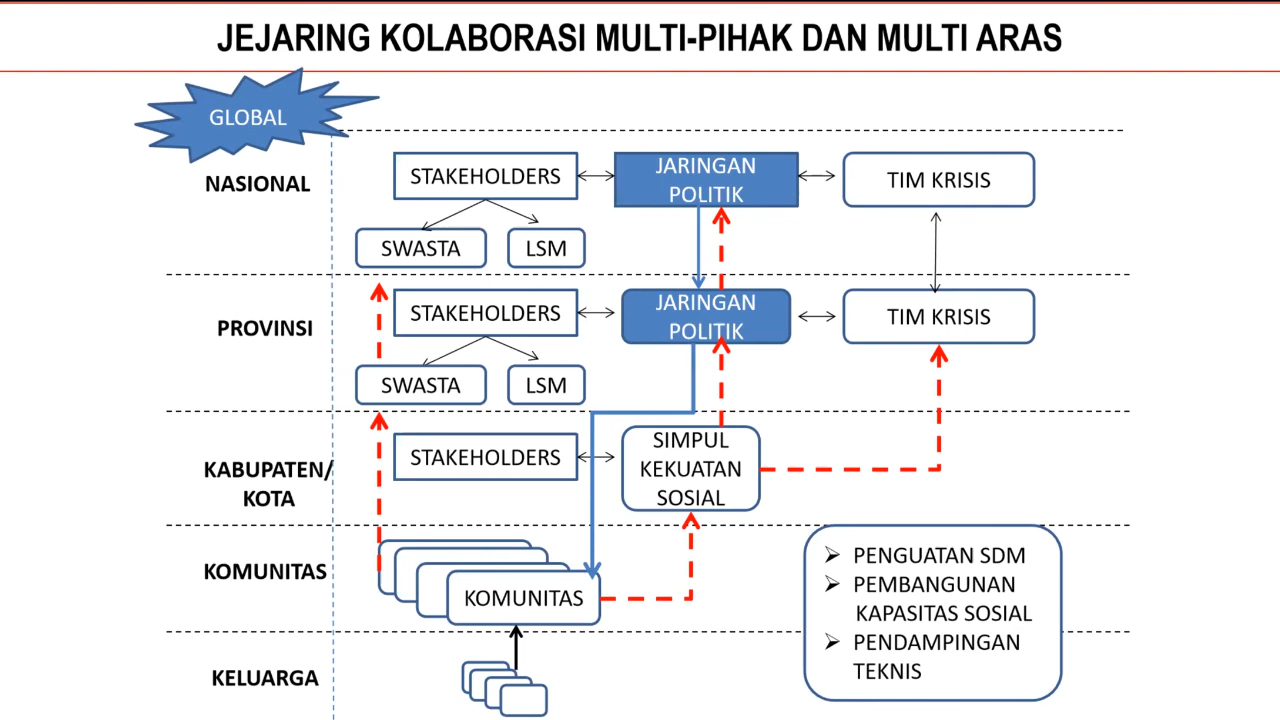 JEJARING KOLABORASI MULTI-PIHAK DAN MULTI ARAS
GLOBAL
NASIONAL
STAKEHOLDERS
JARINGAN
POLITIK
TIM KRISIS
SWASTA
LSM
PROVINSI
STAKEHOLDERS
JARINGAN
POLITIK
TIM KRISIS
SWASTA
LSM
KABUPATEN/
KOTA
STAKEHOLDERS
SIMPUL
KEKUATAN
SOSIAL
KOMUNITAS
KOMUNITAS
PENGUATAN SDM
PEMBANGUNAN
KAPASITAS SOSIAL
PENDAMPINGAN
TEKNIS
KELUARGA